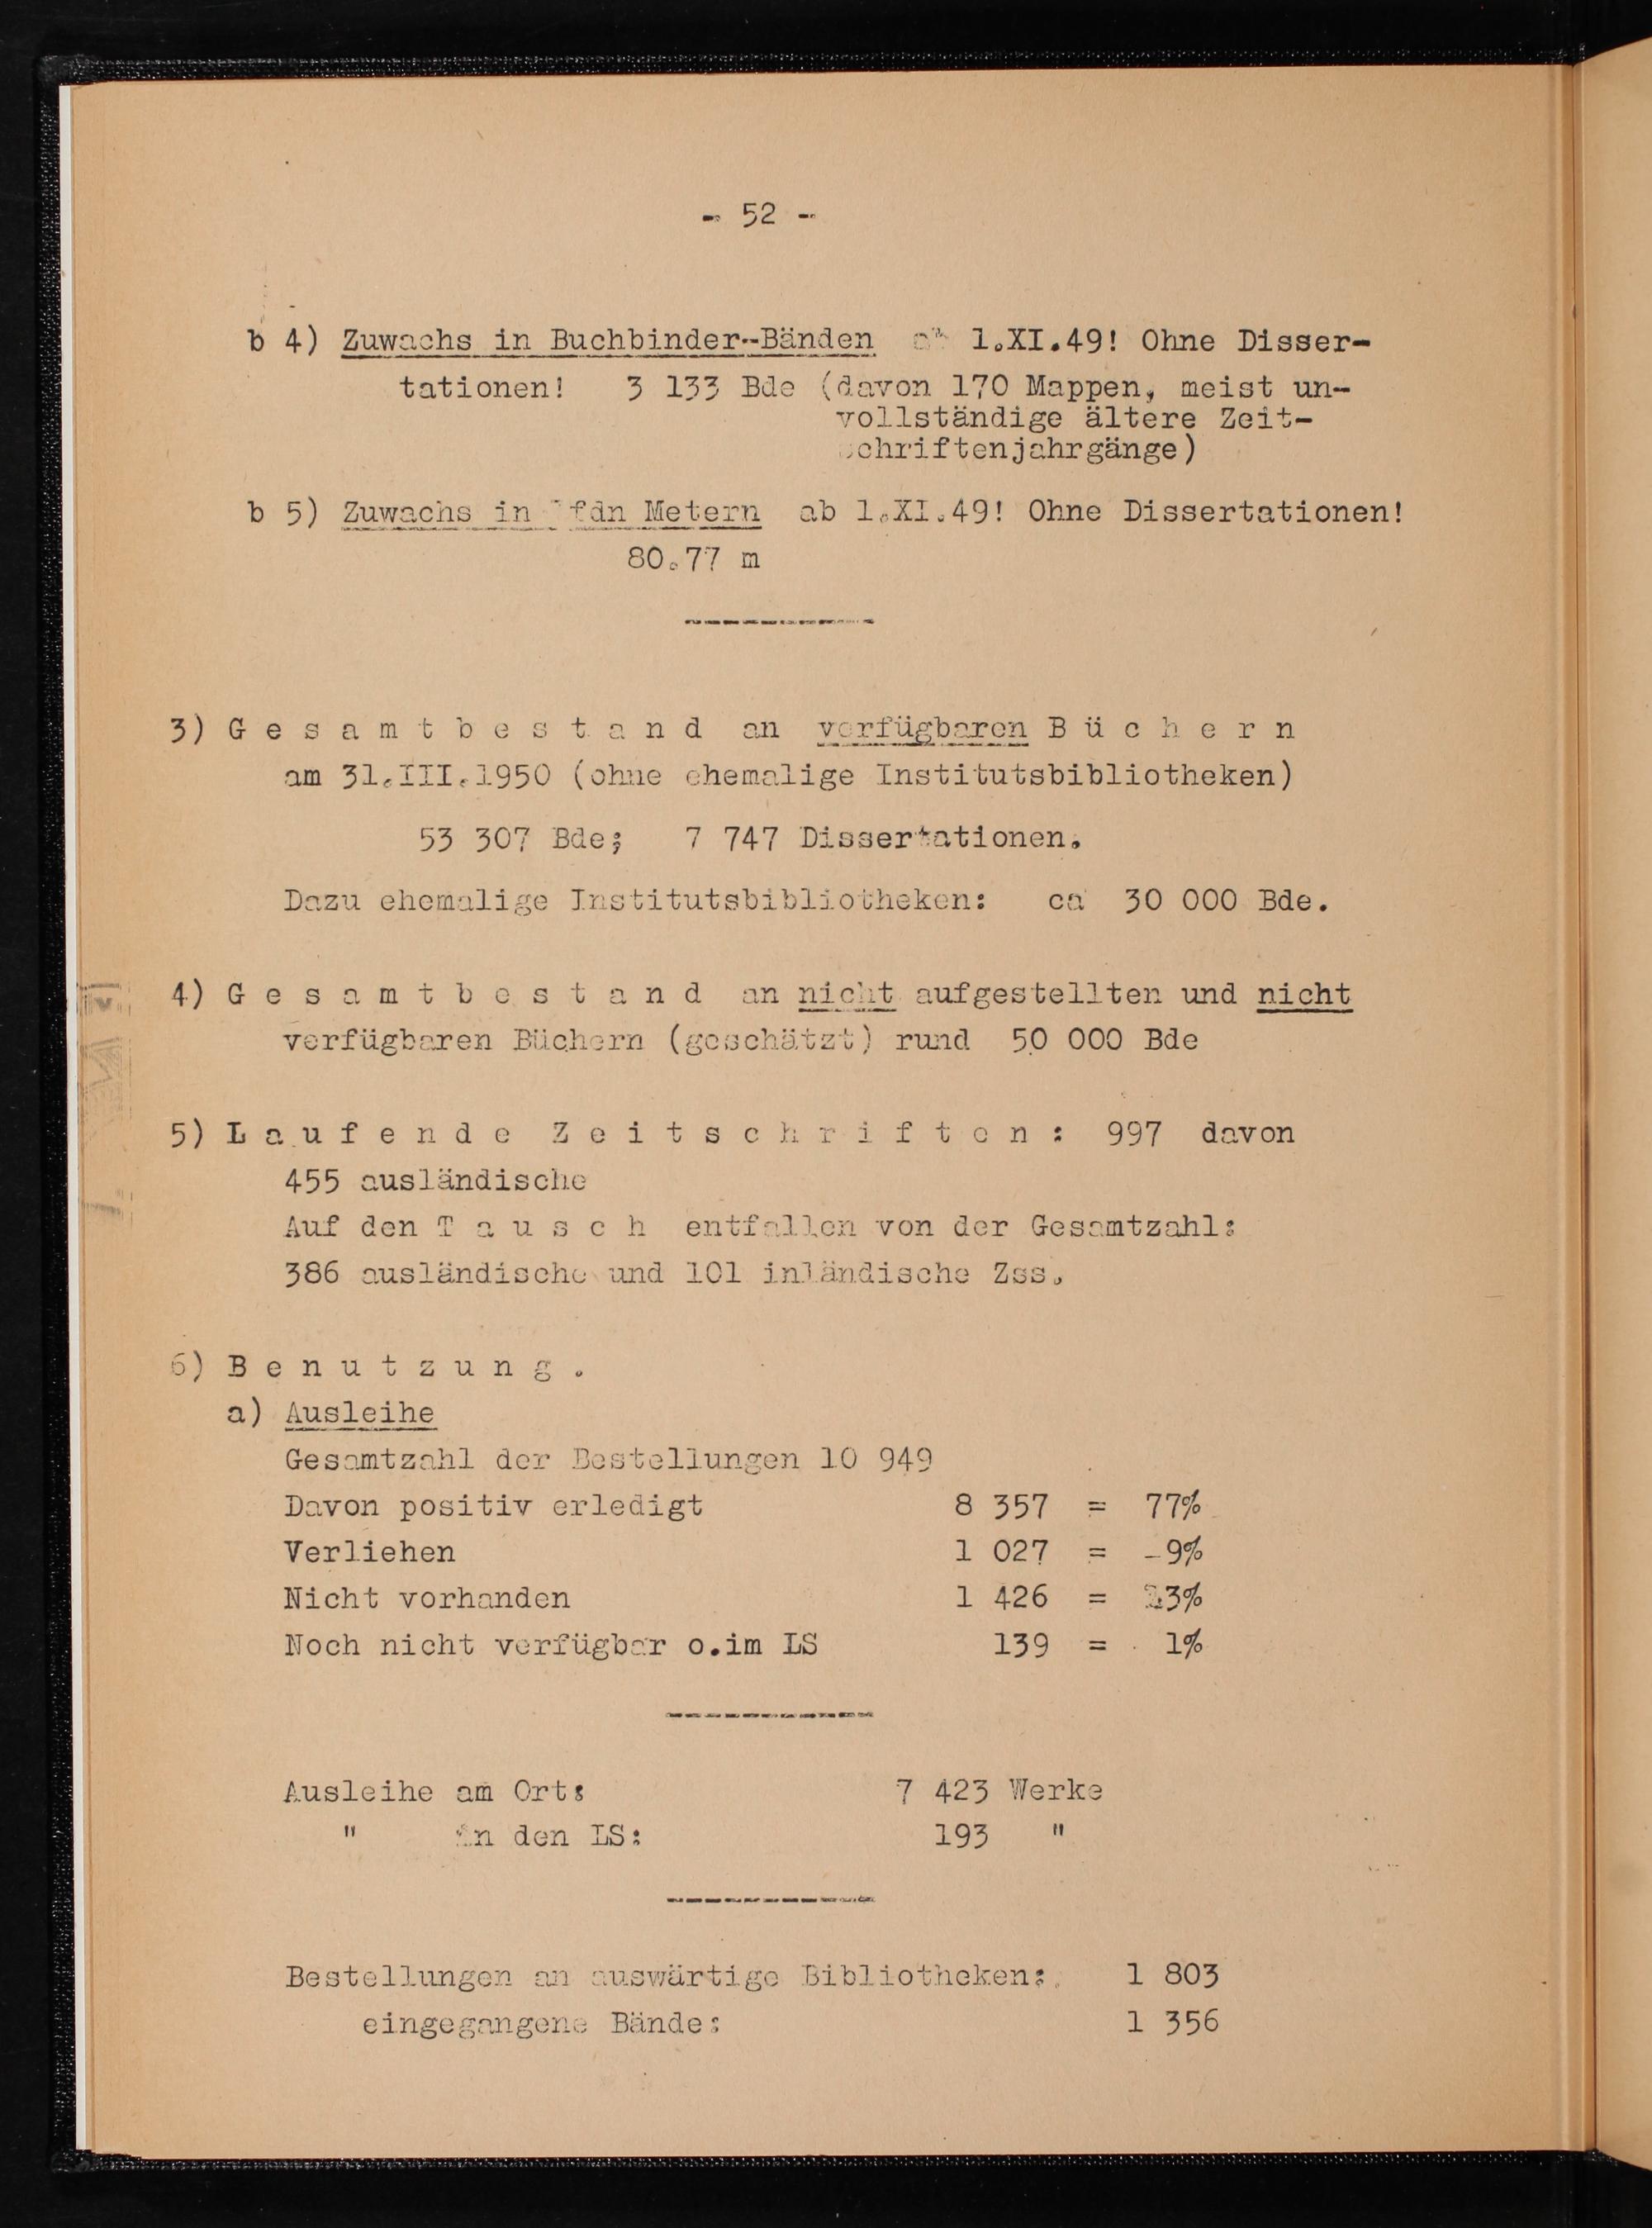 - 52 -
b 4) Zuwachs in Buchbinder-Bänden ab 1.XI.49! Ohne Disser-
tationen! 3 133 Bde (davon 170 Mappen, meist un-
vollständige ältere Zeit-
schriftenjahrgänge)
b 5) Zuwachs in lfdn Metern ab 1.XI.49! Ohne Dissertationen!
80.77 m
3) G e s a m t b e s t a n d an verfügbaren B ü c h e r n
am 31.III.1950 (ohne ehemalige Institutsbibliotheken)
53 307 Bde; 7 747 Dissertationen.
Dazu ehemalige Institutsbibliotheken: ca 30 000 Bde.
4) G e s a m t b e s t a n d an nicht aufgestellten und nicht
verfügbaren Büchern (geschätzt) rund 50 000 Bde
5) L a u f e n d e Z e i t s c h r i f t e n : 997 davon
455 ausländische
Auf den T a u s c h entfallen von der Gesamtzahl:
386 ausländische und 101 inländische Zss.
6) B e n u t z u n g .
a) Ausleihe
Gesamtzahl der Bestellungen 10 949
Davon positiv erledigt 8 357 = 77%
Verliehen 1 027 = -9%
Nicht vorhanden 1 426 = 13%
Noch nicht verfügbar o.im LS 139 = 1%
Ausleihe am Ort: 7 423 Werke
" in den LS: 193 "
Bestellungen an auswärtige Bibliotheken: 1 803
eingegangene Bände: 1 356